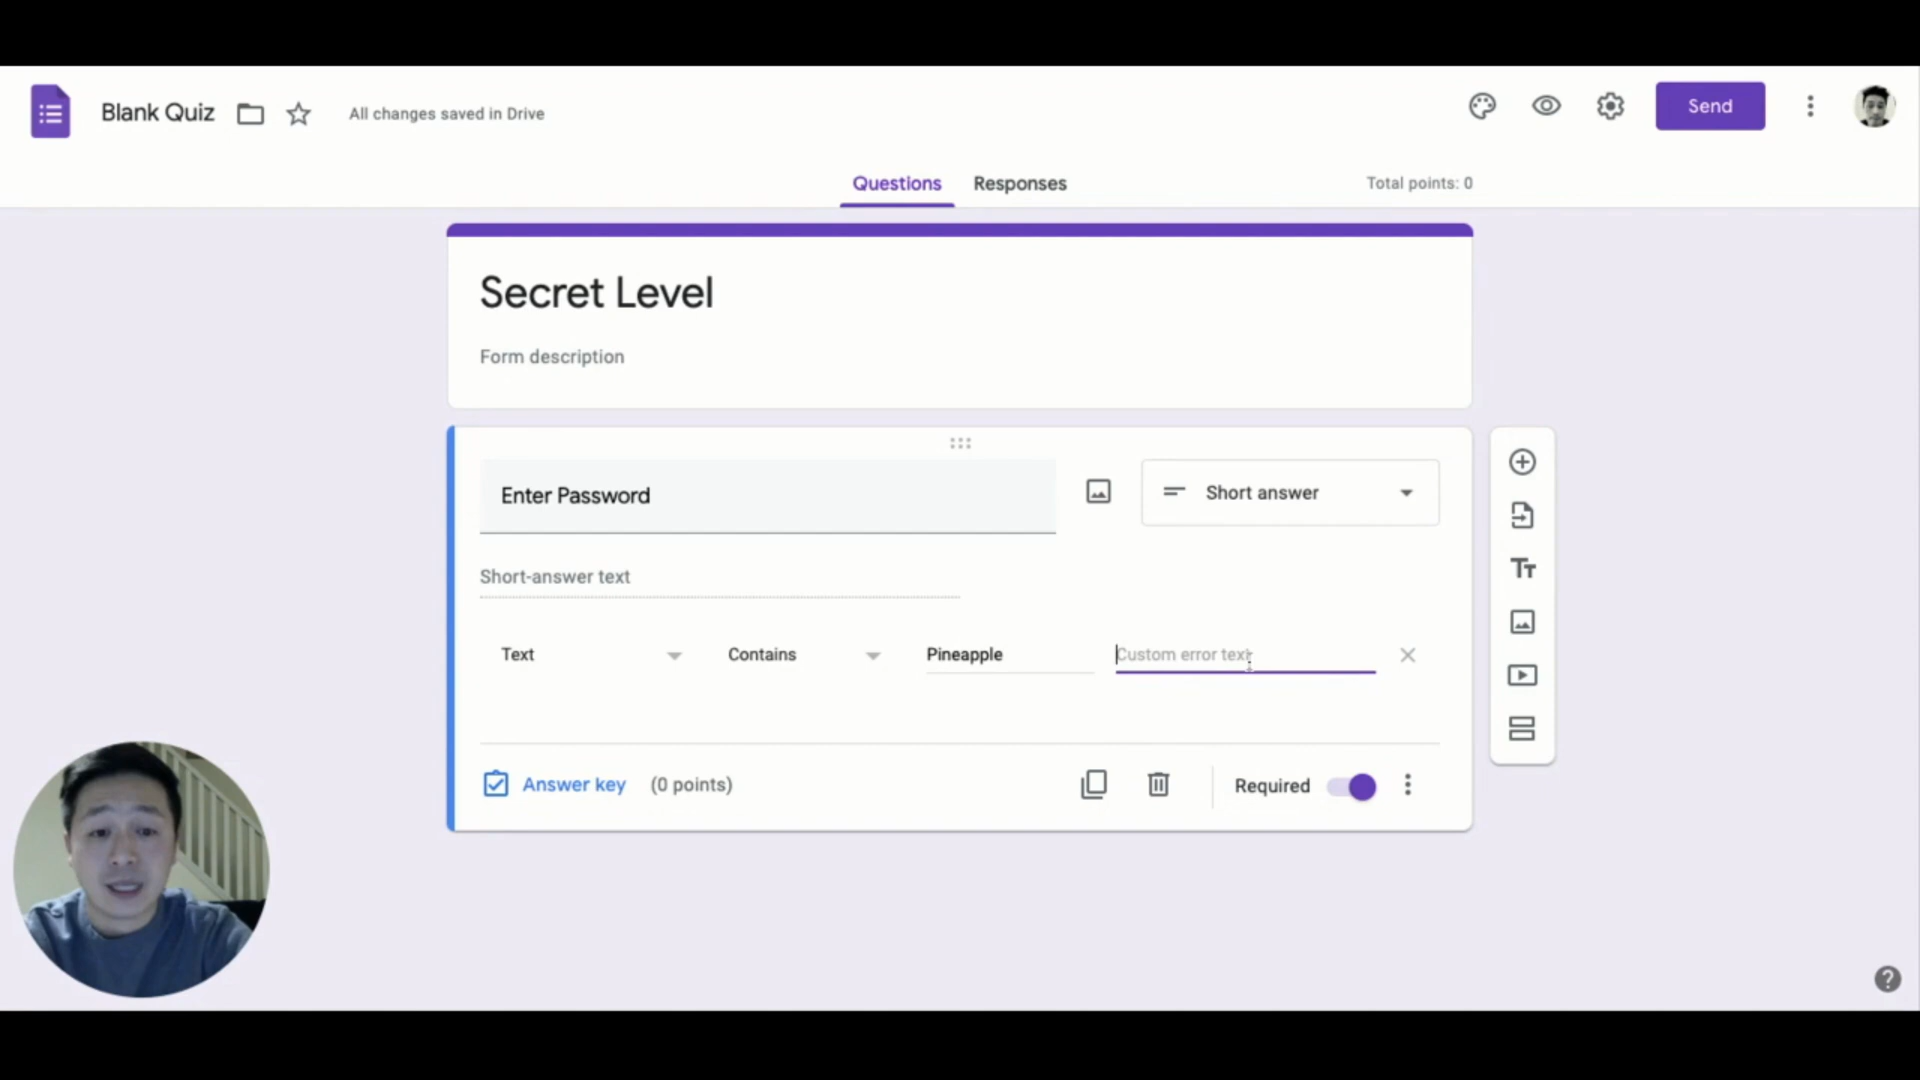 Blank Quiz
All changes saved in Drive
Send
Questions
Responses
Total points: 0
Secret Level
Form description
Enter Password
Short answer
Short-answer text
Text
Contains
Pineapple
Custom error text
Answer key
(0 points)
Required